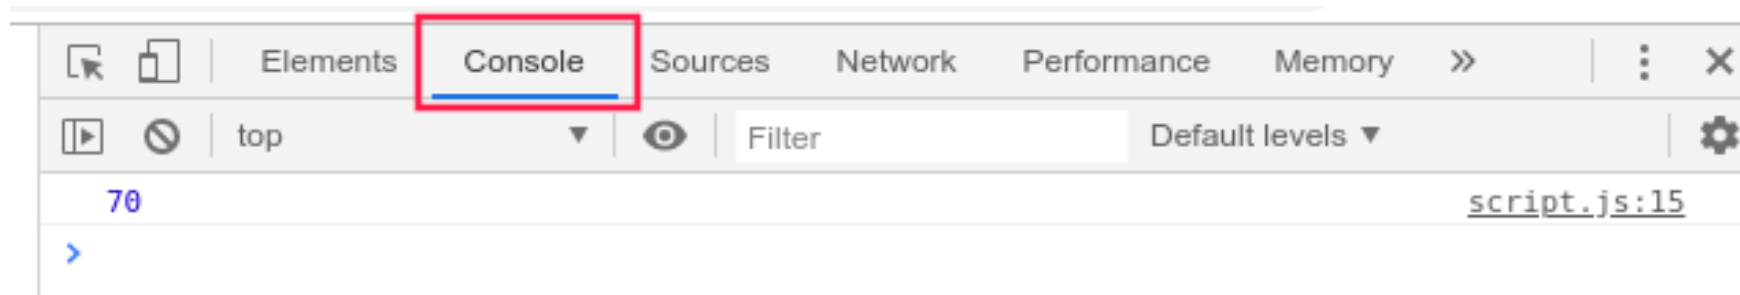 Elements Console Sources Network Performance Memory
top Filter Default levels
70 script.js:15